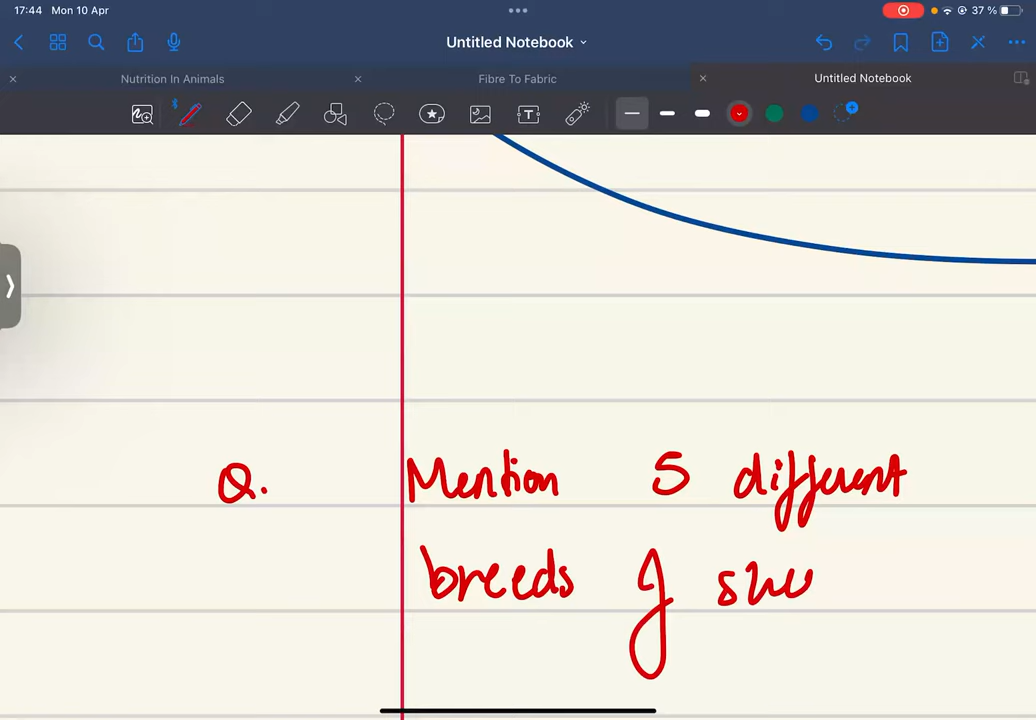 17:44 Mon 10 Apr
37 %
Untitled Notebook
Nutrition In Animals
Fibre To Fabric
Untitled Notebook
T
Q. Mention 5 different
breeds of shee